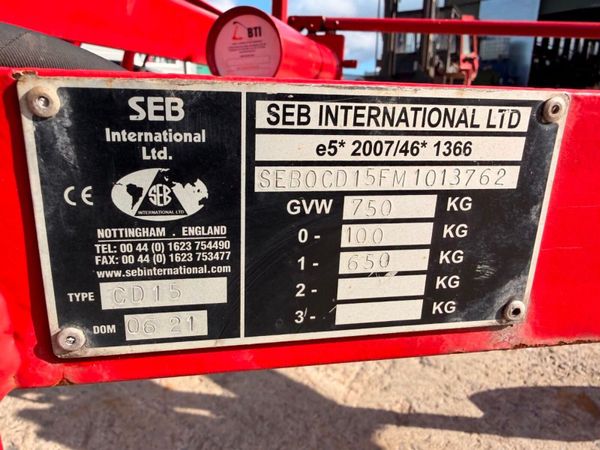 BTI
SEB
International
Ltd.
CE
SEB
INTERNATIONAL LTD
NOTTINGHAM . ENGLAND
TEL: 00 44 (0) 1623 754490
FAX: 00 44 (0) 1623 753477
www.sebinternational.com
TYPE CD15
DOM 06 21
SEB INTERNATIONAL LTD
e5* 2007/46* 1366
SEBOCD15FM1013762
GVW 750 KG
0- 100 KG
1- 650 KG
2- KG
3- KG